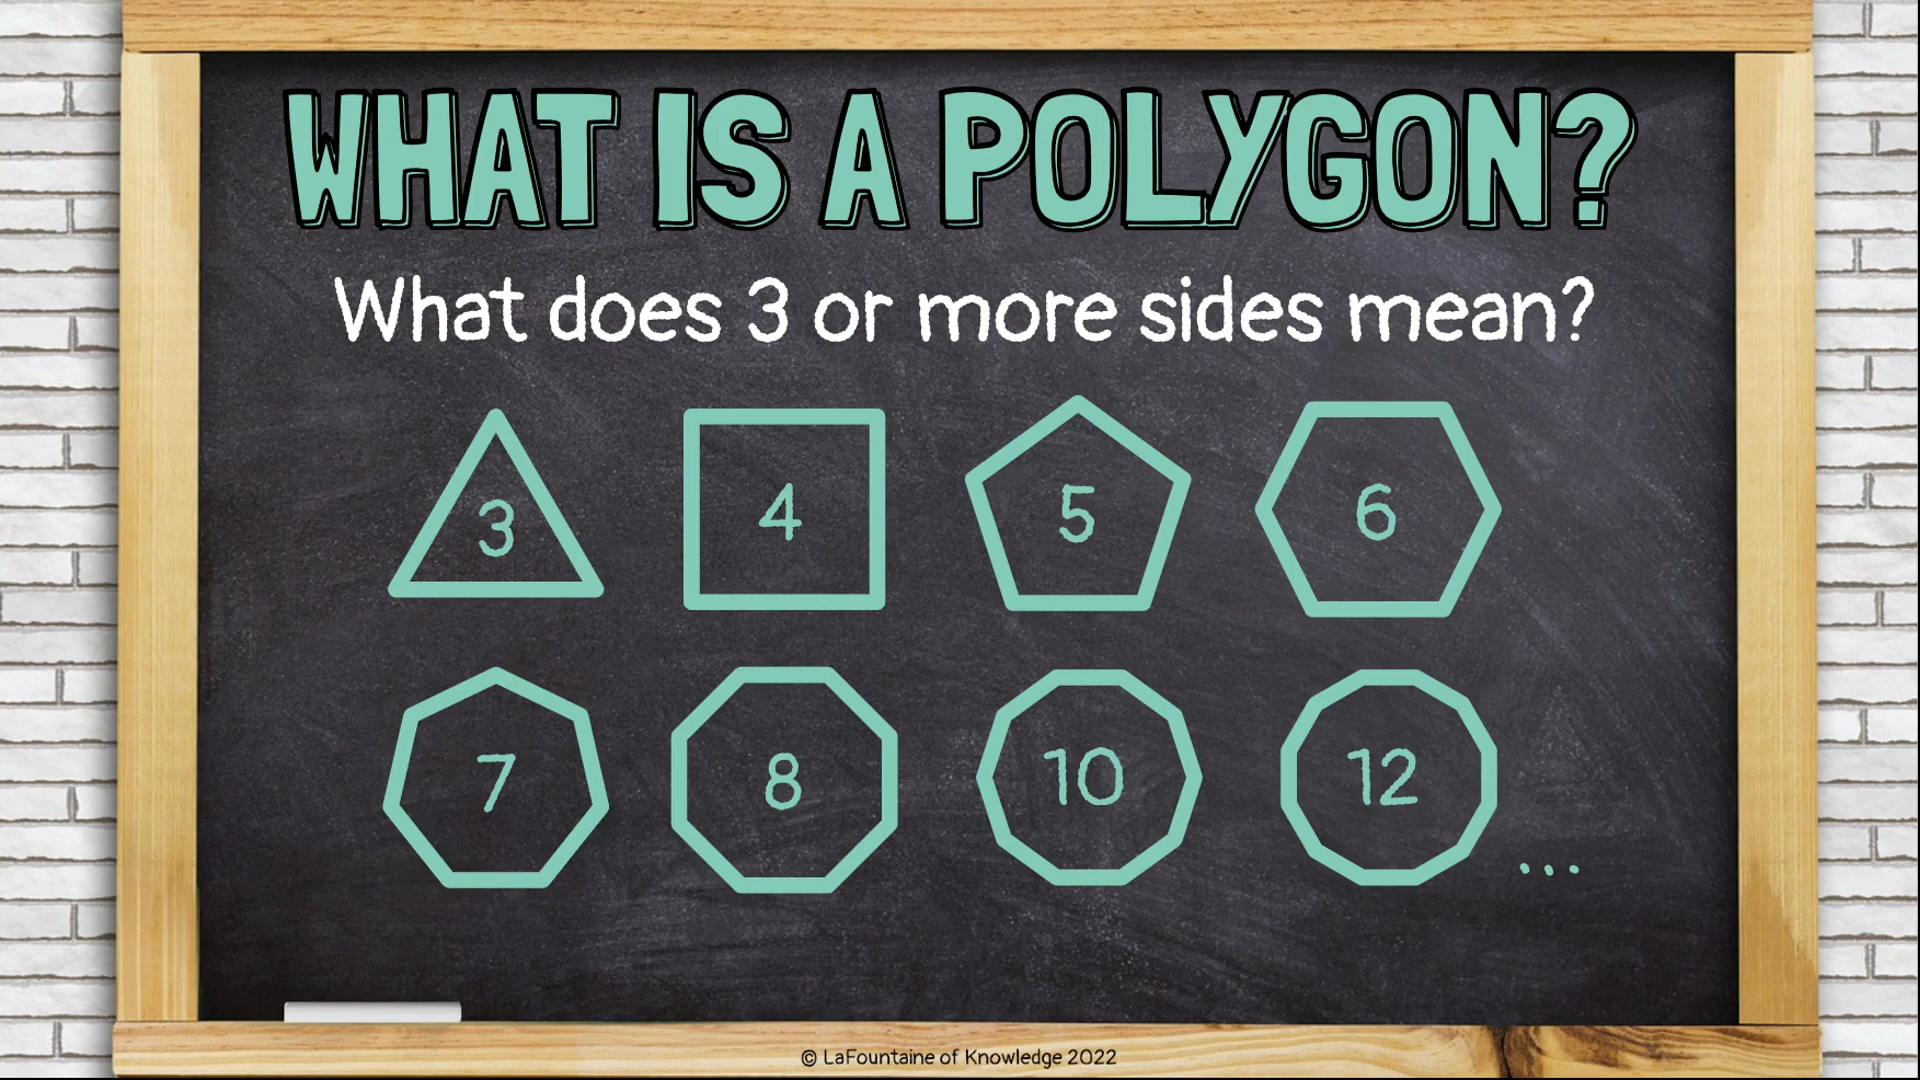 WHAT IS A POLYGON?
What does 3 or more sides mean?
3 4 5 6
7 8 10 12 ...
© LaFountaine of Knowledge 2022